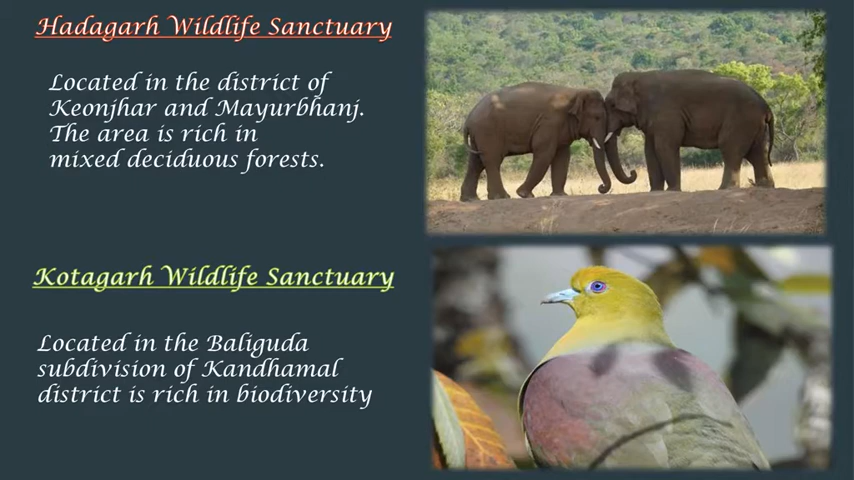 Hadagarh Wildlife Sanctuary
Located in the district of
Keonjhar and Mayurbhanj.
The area is rich in
mixed deciduous forests.
Kotagarh Wildlife Sanctuary
Located in the Baliguda
subdivision of Kandhamal
district is rich in biodiversity